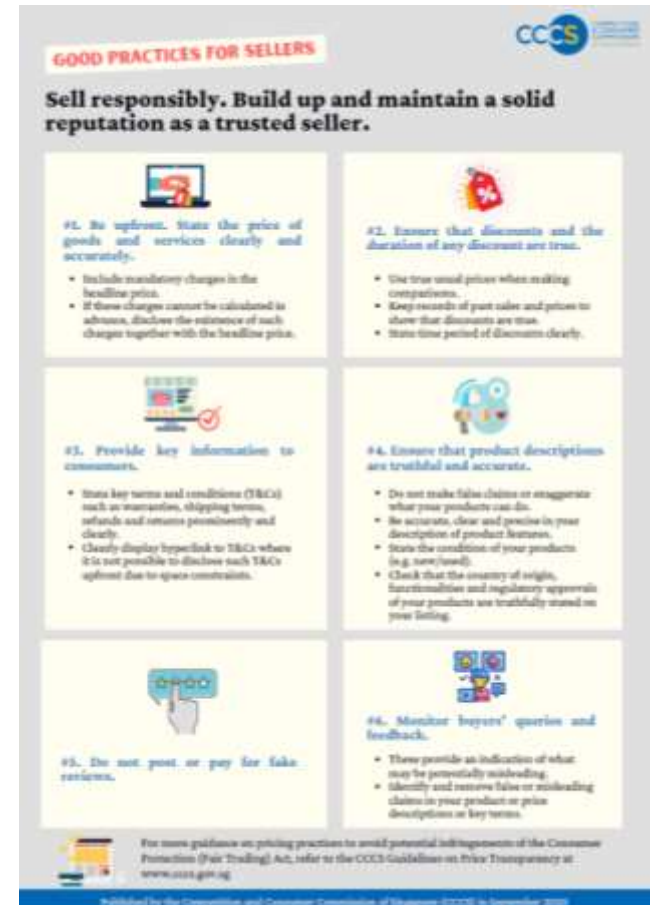 CCCS
GOOD PRACTICES FOR SELLERS
Sell responsibly. Build up and maintain a solid
reputation as a trusted seller.
#1. Be upfront. State the price of
goods and services clearly and
accurately.
• Include mandatory charges in the
headline price.
• If these charges cannot be calculated in
advance, disclose the existence of such
charges together with the headline price.
#2. Ensure that discounts and the
duration of any discount are true.
• Use true usual prices when making
comparisons.
• Keep records of past sales and prices to
show that discounts are true.
• State time period of discounts clearly.
#3. Provide key information to
consumers.
• State key terms and conditions (T&Cs)
such as warranties, shipping terms,
refunds and returns prominently and
clearly.
• Clearly display hyperlink to T&Cs where
it is not possible to disclose such T&Cs
upfront due to space constraints.
#4. Ensure that product descriptions
are truthful and accurate.
• Do not make false claims or exaggerate
what your products can do.
• Be accurate, clear and precise in your
description of product features.
• State the condition of your products
(e.g. new/used).
• Check that the country of origin,
functionalities and regulatory approvals
of your products are truthfully stated on
your listing.
#5. Do not post or pay for fake
reviews.
#6. Monitor buyers' queries and
feedback.
• These provide an indication of what
may be potentially misleading.
• Identify and remove false or misleading
claims in your product or price
descriptions or key terms.
For more guidance on pricing practices to avoid potential infringements of the Consumer
Protection (Fair Trading) Act, refer to the CCCS Guidelines on Price Transparency at
www.cccs.gov.sg
Published by the Competition and Consumer Commission of Singapore (CCCS) in September